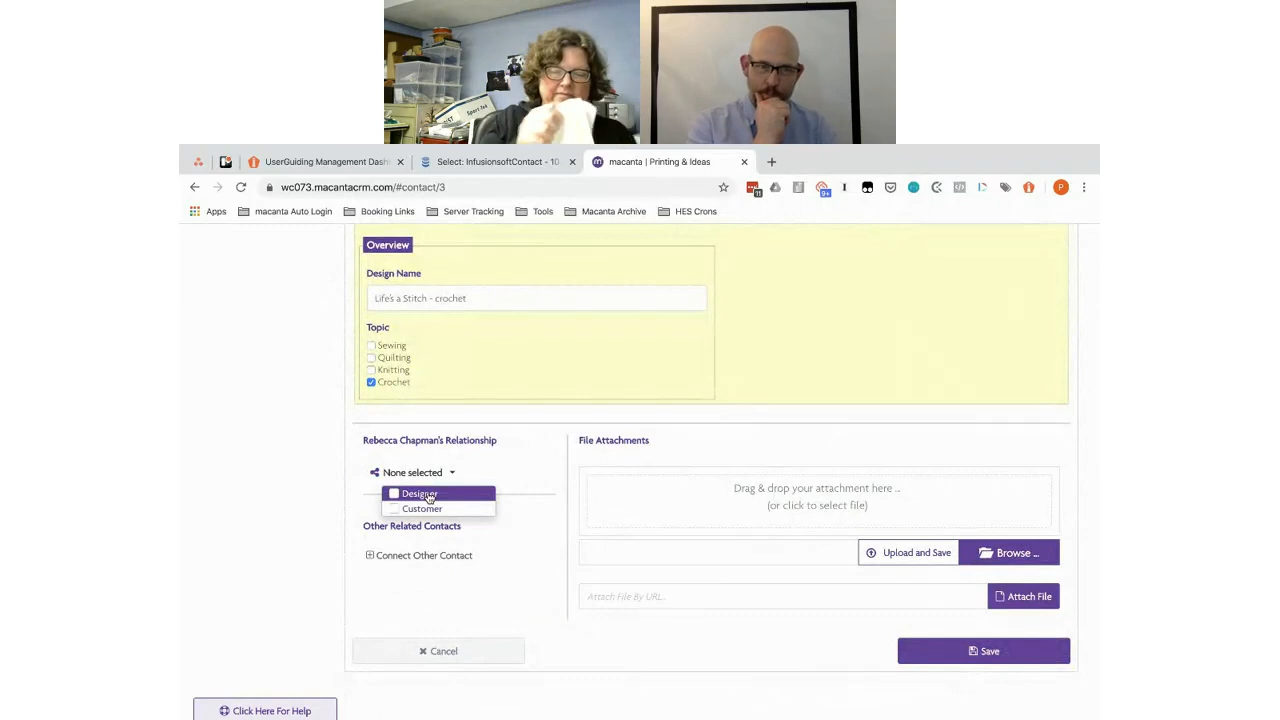 Sport-Tek
UserGuiding Management Dash
Select: InfusionsoftContact - 10
macanta | Printing & Ideas
wc073.macantacrm.com/#contact/3
11
9+
P
Apps
macanta Auto Login
Booking Links
Server Tracking
Tools
Macanta Archive
HES Crons
Overview
Design Name
Life's a Stitch - crochet
Topic
Sewing
Quilting
Knitting
Crochet
Rebecca Chapman's Relationship
None selected
Designer
Customer
Other Related Contacts
Connect Other Contact
File Attachments
Drag & drop your attachment here ..
(or click to select file)
Upload and Save
Browse ...
Attach File By URL..
Attach File
Cancel
Save
Click Here For Help